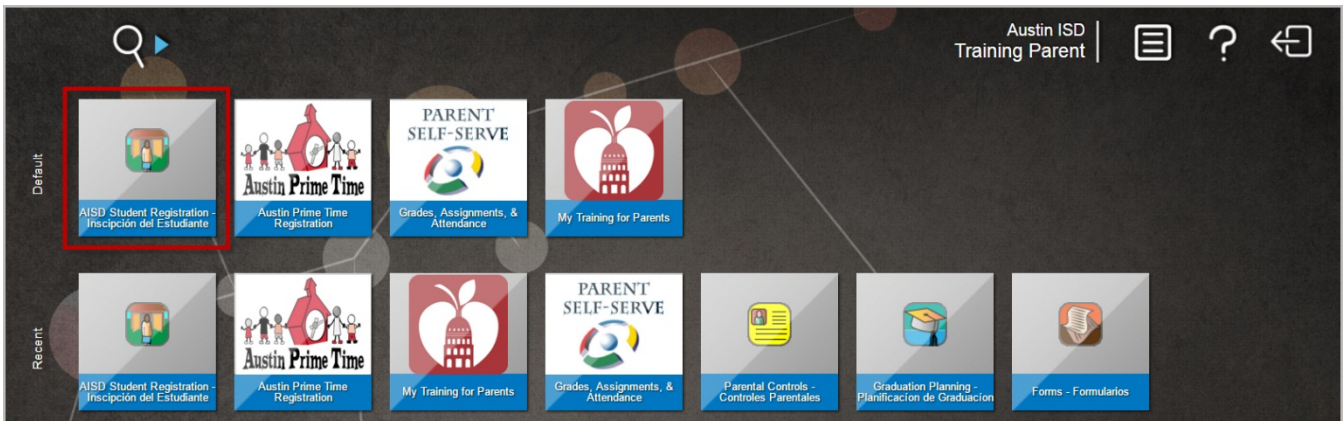 Austin ISD
Training Parent
Default
AISD Student Registration -
Inscipción del Estudiante
Austin Prime Time
Austin Prime Time
Registration
PARENT
SELF-SERVE
Grades, Assignments, &
Attendance
My Training for Parents
Recent
AISD Student Registration -
Inscipción del Estudiante
Austin Prime Time
Austin Prime Time
Registration
My Training for Parents
PARENT
SELF-SERVE
Grades, Assignments, &
Attendance
Parental Controls -
Controles Parentales
Graduation Planning -
Planificacion de Graduacion
Forms - Formularios